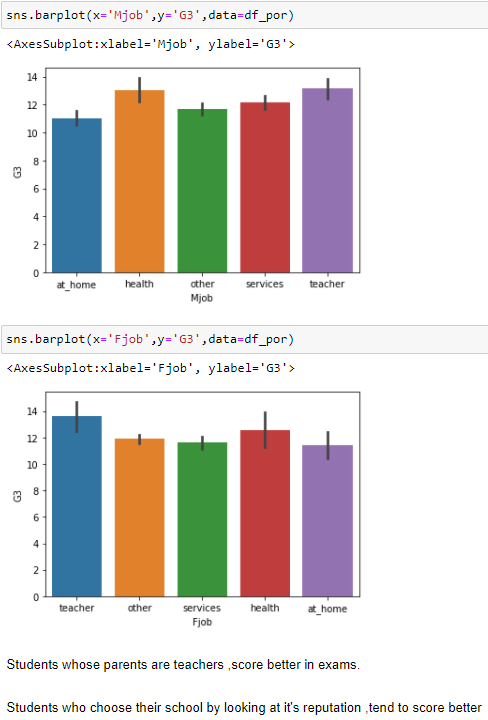 sns.barplot(x='Mjob',y='G3',data=df_por)
<AxesSubplot:xlabel='Mjob', ylabel='G3'>
14
12
10
8
6
4
2
0
G3
at_home health other services teacher
Mjob
sns.barplot(x='Fjob',y='G3',data=df_por)
<AxesSubplot:xlabel='Fjob', ylabel='G3'>
14
12
10
8
6
4
2
0
G3
teacher other services health at_home
Fjob
Students whose parents are teachers ,score better in exams.
Students who choose their school by looking at it's reputation ,tend to score better